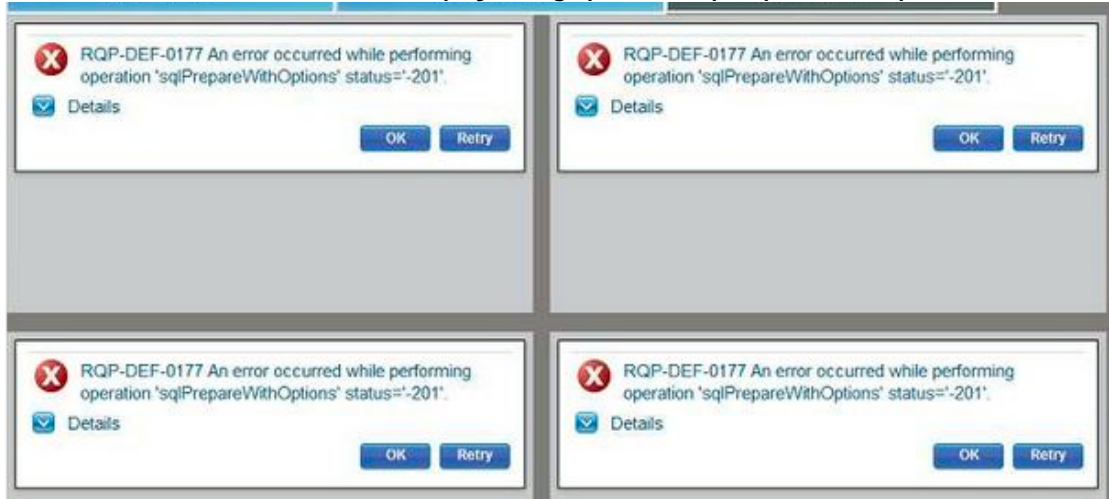 RQP-DEF-0177 An error occurred while performing
operation 'sqlPrepareWithOptions' status='-201'.
Details
OK Retry
RQP-DEF-0177 An error occurred while performing
operation 'sqlPrepareWithOptions' status='-201'.
Details
OK Retry
RQP-DEF-0177 An error occurred while performing
operation 'sqlPrepareWithOptions' status='-201'.
Details
OK Retry
RQP-DEF-0177 An error occurred while performing
operation 'sqlPrepareWithOptions' status='-201'.
Details
OK Retry